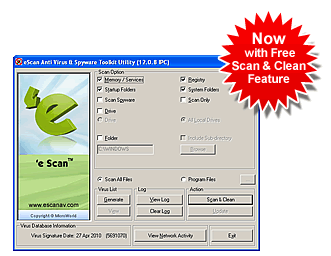 Now
with Free
Scan & Clean
Feature
eScan Anti Virus & Spyware Toolkit Utility (12.0.8 IPC)
Scan Option
Memory / Services
Registry
Startup Folders
System Folders
Scan Spyware
Scan Only
Drive
Drive
All Local Drives
Folder
Include Sub-directory
C:\WINDOWS
Browse
Scan All Files
Program Files
...
Virus List
Log
Action
Generate
View Log
Scan & Clean
View
Clear Log
Update
'e Scan™
www.escanav.com
Copyright © MicroWorld
Virus Database Information
Virus Signature Date: 27 Apr 2010 (5691070)
View Network Activity
Exit